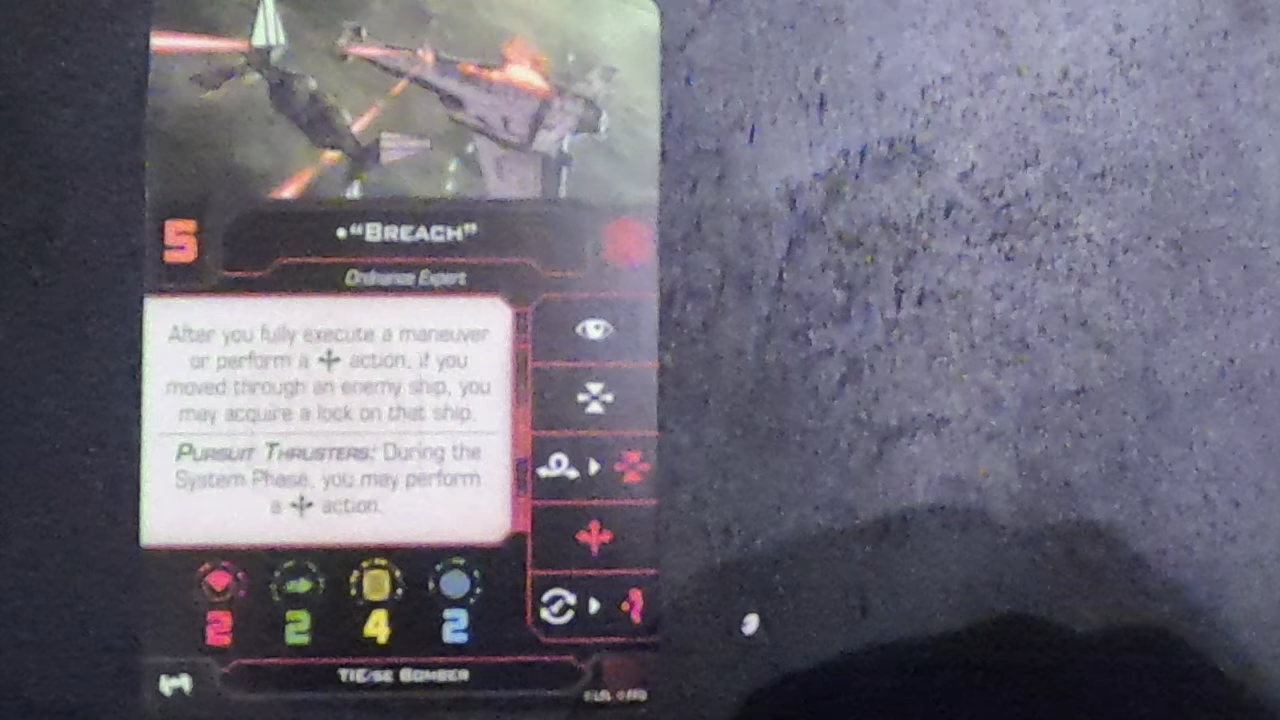 5
•“Breach”
Ordnance Expert
After you fully execute a maneuver
or perform a action, if you
moved through an enemy ship, you
may acquire a lock on that ship.
Pursuit Thrusters: During the
System Phase, you may perform
a action.
2 2 4 2
TIE/se Bomber